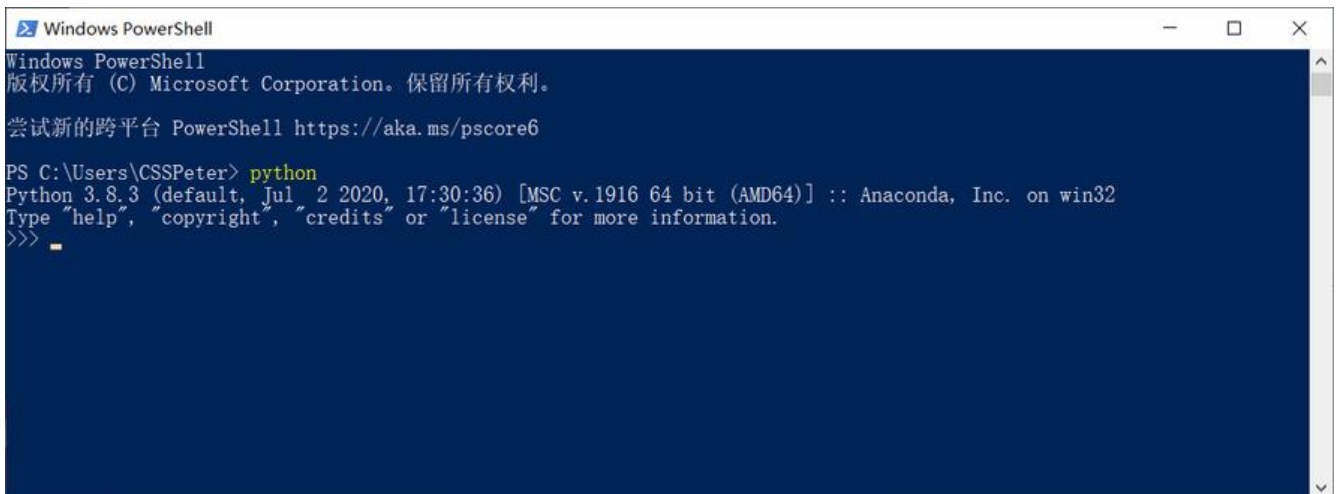 Windows PowerShell
Windows PowerShell
版权所有 (C) Microsoft Corporation。保留所有权利。
尝试新的跨平台 PowerShell https://aka.ms/pscore6
PS C:\Users\CSSPeter> python
Python 3.8.3 (default, Jul  2 2020, 17:30:36) [MSC v.1916 64 bit (AMD64)] :: Anaconda, Inc. on win32
Type "help", "copyright", "credits" or "license" for more information.
>>>